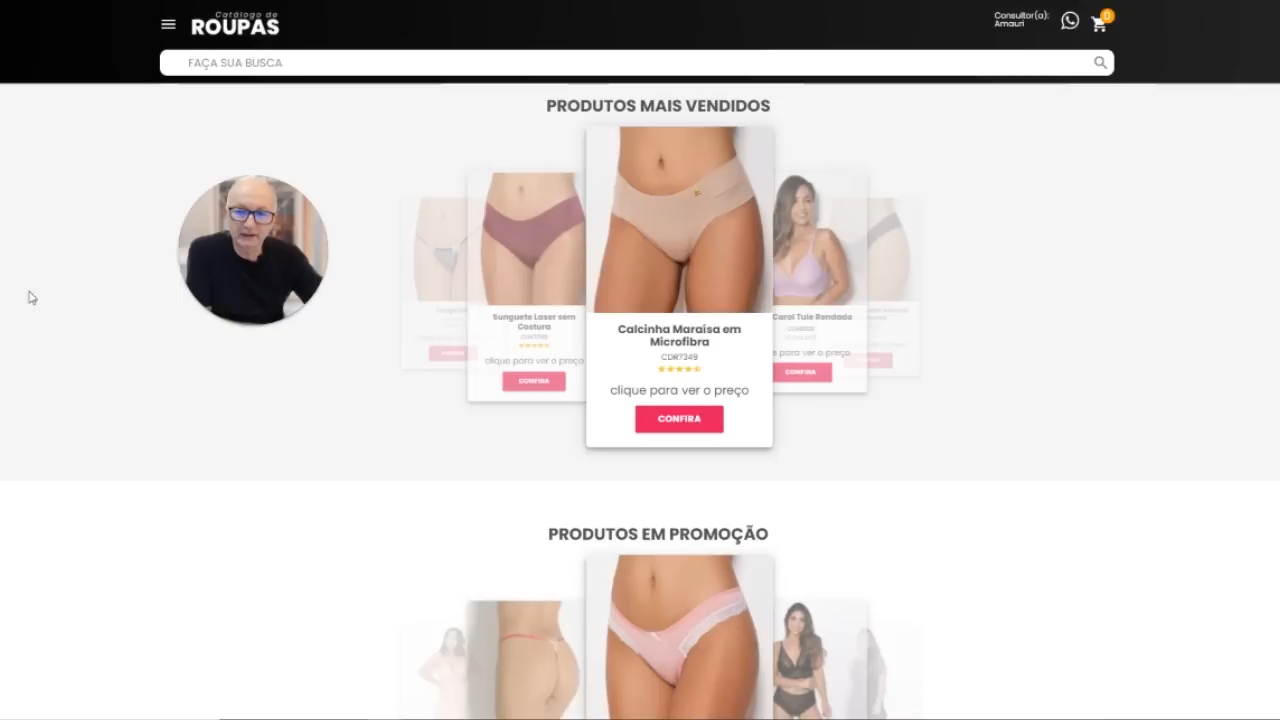 Catálogo de
ROUPAS
Consultor(a):
Amauri
0
FAÇA SUA BUSCA
PRODUTOS MAIS VENDIDOS
Sunguete Laser sem
Costura
clique para ver o preço
CONFIRA
Calcinha Maraísa em
Microfibra
CDR7349
clique para ver o preço
CONFIRA
Carol Tule Rendada
para ver o preço
CONFIRA
PRODUTOS EM PROMOÇÃO